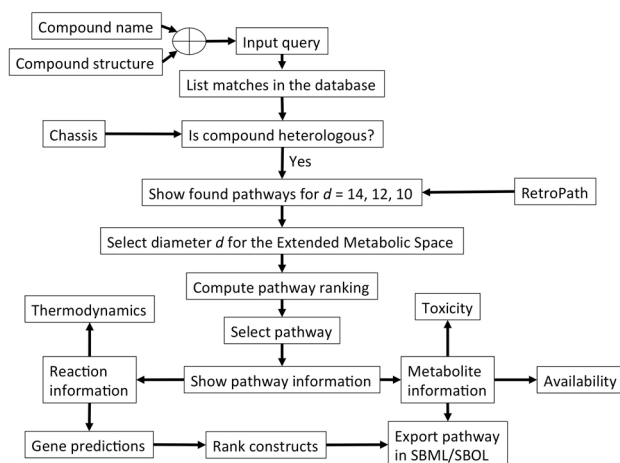 Compound name
Compound structure
Input query
List matches in the database
Chassis
Is compound heterologous?
Yes
Show found pathways for d = 14, 12, 10
RetroPath
Select diameter d for the Extended Metabolic Space
Compute pathway ranking
Thermodynamics
Toxicity
Select pathway
Reaction
information
Show pathway information
Metabolite
information
Availability
Gene predictions
Rank constructs
Export pathway
in SBML/SBOL